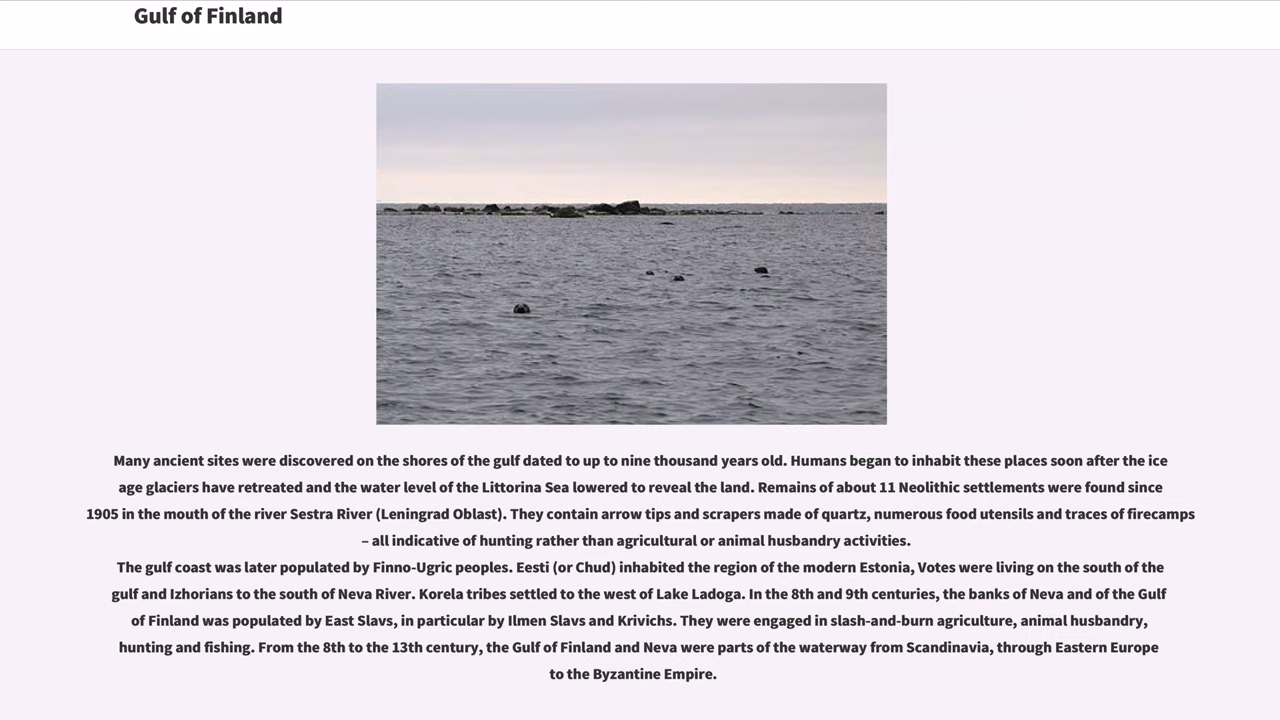 Gulf of Finland
Many ancient sites were discovered on the shores of the gulf dated to up to nine thousand years old. Humans began to inhabit these places soon after the ice
age glaciers have retreated and the water level of the Littorina Sea lowered to reveal the land. Remains of about 11 Neolithic settlements were found since
1905 in the mouth of the river Sestra River (Leningrad Oblast). They contain arrow tips and scrapers made of quartz, numerous food utensils and traces of firecamps
– all indicative of hunting rather than agricultural or animal husbandry activities.
The gulf coast was later populated by Finno-Ugric peoples. Eesti (or Chud) inhabited the region of the modern Estonia, Votes were living on the south of the
gulf and Izhorians to the south of Neva River. Korela tribes settled to the west of Lake Ladoga. In the 8th and 9th centuries, the banks of Neva and of the Gulf
of Finland was populated by East Slavs, in particular by Ilmen Slavs and Krivichs. They were engaged in slash-and-burn agriculture, animal husbandry,
hunting and fishing. From the 8th to the 13th century, the Gulf of Finland and Neva were parts of the waterway from Scandinavia, through Eastern Europe
to the Byzantine Empire.